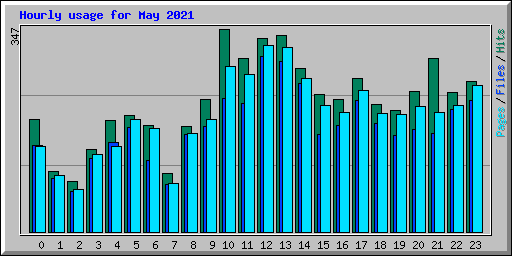 Hourly usage for May 2021
347
Pages/Files/Hits
0 1 2 3 4 5 6 7 8 9 10 11 12 13 14 15 16 17 18 19 20 21 22 23